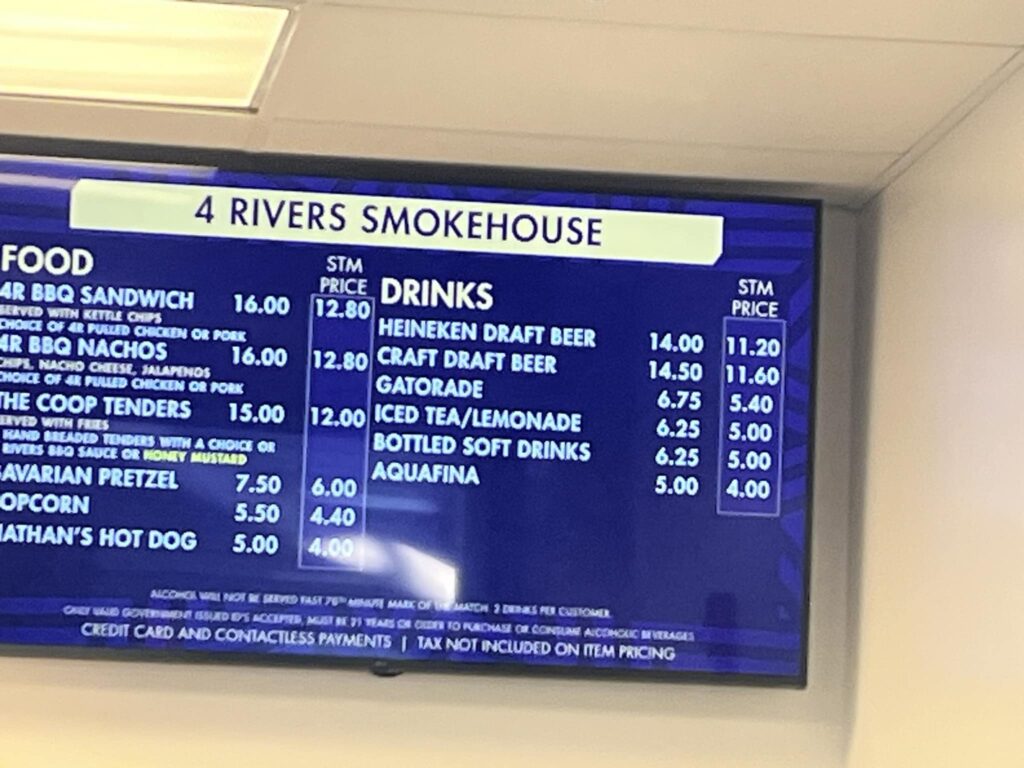 4 RIVERS SMOKEHOUSE
FOOD
STM
PRICE
4R BBQ SANDWICH 16.00 12.80
SERVED WITH KETTLE CHIPS
CHOICE OF 4R PULLED CHICKEN OR PORK
4R BBQ NACHOS 16.00 12.80
CHIPS, NACHO CHEESE, JALAPENOS
CHOICE OF 4R PULLED CHICKEN OR PORK
THE COOP TENDERS 15.00 12.00
SERVED WITH FRIES
HAND BREADED TENDERS WITH A CHOICE OR
RIVERS BBQ SAUCE OR HONEY MUSTARD
AVARIAN PRETZEL 7.50 6.00
OPCORN 5.50 4.40
NATHAN'S HOT DOG 5.00 4.00
DRINKS
STM
PRICE
HEINEKEN DRAFT BEER 14.00 11.20
CRAFT DRAFT BEER 14.50 11.60
GATORADE 6.75 5.40
ICED TEA/LEMONADE 6.25 5.00
BOTTLED SOFT DRINKS 6.25 5.00
AQUAFINA 5.00 4.00
ALCOHOL WILL NOT BE SERVED PAST 70TH MINUTE MARK OF THE MATCH. 2 DRINKS PER CUSTOMER.
ONLY VALID GOVERNMENT ISSUED ID'S ACCEPTED, MUST BE 21 YEARS OR OLDER TO PURCHASE OR CONSUME ALCOHOLIC BEVERAGES
CREDIT CARD AND CONTACTLESS PAYMENTS | TAX NOT INCLUDED ON ITEM PRICING